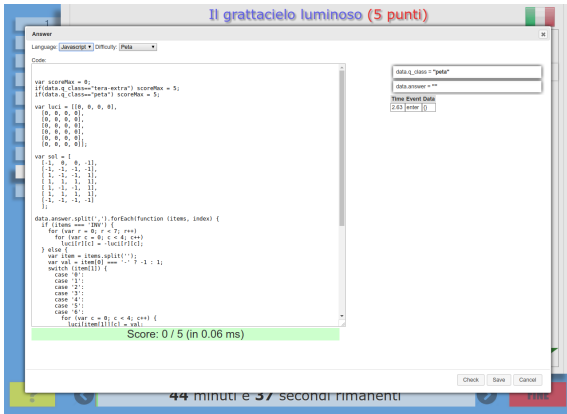 Il grattacielo luminoso (5 punti)
1
Answer
Language: Javascript Difficulty: Peta
Code:
var scoreMax = 0;
if(data.q_class=="tera-extra") scoreMax = 5;
if(data.q_class=="peta") scoreMax = 5;
var luci = [[0, 0, 0, 0],
[0, 0, 0, 0],
[0, 0, 0, 0],
[0, 0, 0, 0],
[0, 0, 0, 0],
[0, 0, 0, 0],
[0, 0, 0, 0]];
var sol = [
[-1, 0, 0, -1],
[-1, -1, -1, -1],
[ 1, -1, -1, 1],
[ 1, 1, 1, 1],
[ 1, -1, -1, 1],
[ 1, 1, 1, 1],
[-1, -1, -1, -1]
];
data.answer.split(',').forEach(function (items, index) {
if (items === 'INV') {
for (var r = 0; r < 7; r++)
for (var c = 0; c < 4; c++)
luci[r][c] = -luci[r][c];
} else {
var item = items.split('');
var val = item[0] === '-' ? -1 : 1;
switch (item[1]) {
case '0':
case '1':
case '2':
case '3':
case '4':
case '5':
case '6':
for (var c = 0; c < 4; c++) {
luci[item[1]][c] = val;
data.q_class = "peta"
data.answer = ""
Time Event Data
2.63 enter {}
Score: 0 / 5 (in 0.06 ms)
Check Save Cancel
44 minuti e 37 secondi rimanenti